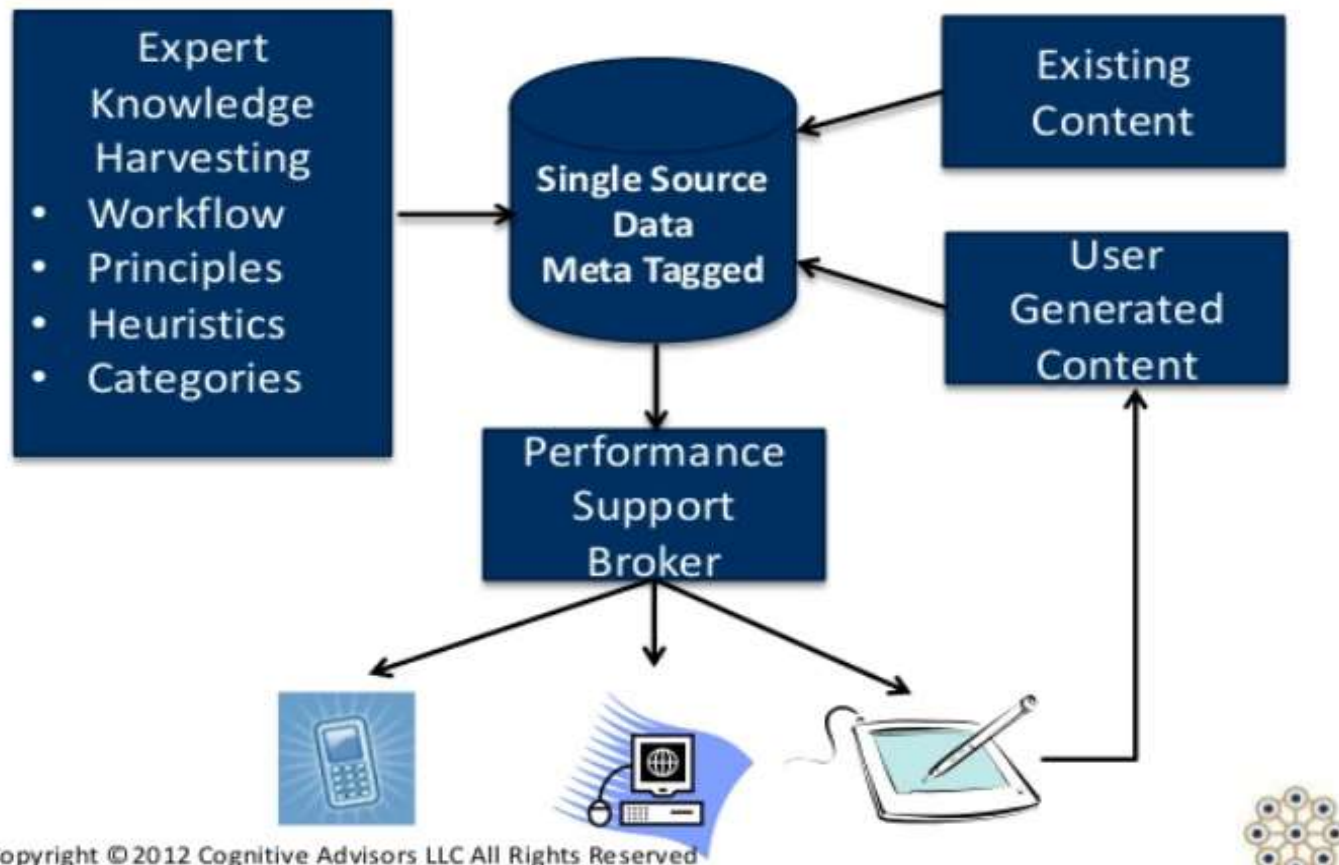 Expert
Knowledge
Harvesting
• Workflow
• Principles
• Heuristics
• Categories
Single Source
Data
Meta Tagged
Existing
Content
User
Generated
Content
Performance
Support
Broker
opyright ©2012 Cognitive Advisors LLC All Rights Reserved